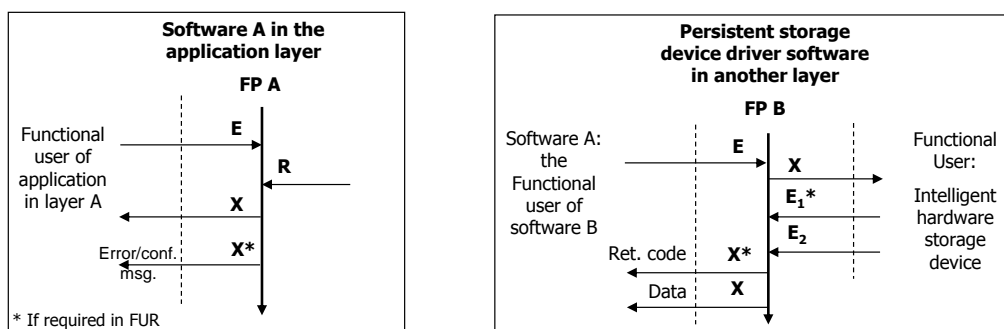 Software A in the
application layer
FP A
Functional
user of
application
in layer A
E
R
X
Error/conf.
msg.
X*
* If required in FUR
Persistent storage
device driver software
in another layer
FP B
Software A:
the
Functional
user of
software B
E
X
E1*
E2
Ret. code
X*
Data
X
Functional
User:
Intelligent
hardware
storage
device